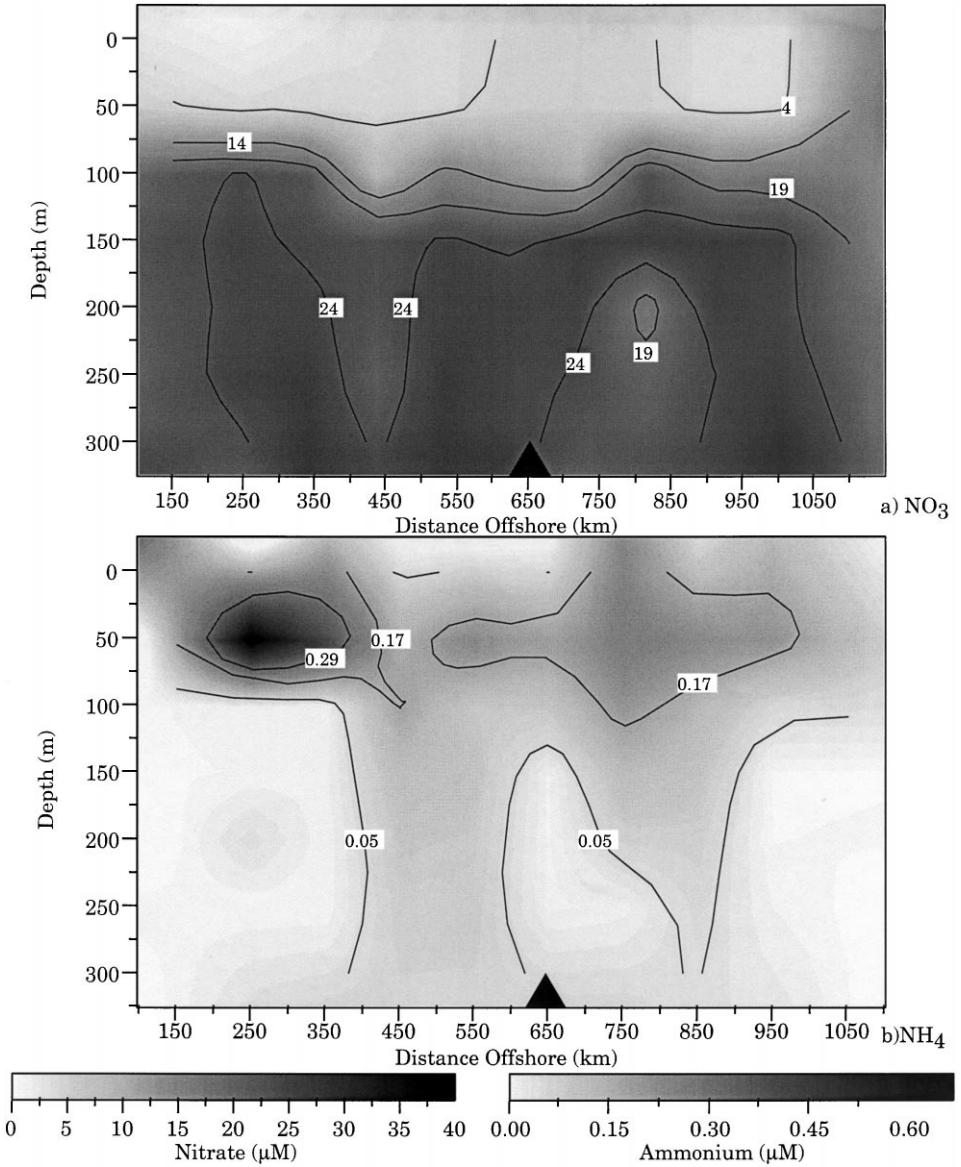 0
50
100
150
200
250
300
Depth (m)
14
4
19
24
24
24
19
150 250 350 450 550 650 750 850 950 1050
Distance Offshore (km)
a) NO3
0
50
100
150
200
250
300
Depth (m)
0.29
0.17
0.17
0.05
0.05
150 250 350 450 550 650 750 850 950 1050
Distance Offshore (km)
b)NH4
0 5 10 15 20 25 30 35 40
Nitrate (µM)
0.00 0.15 0.30 0.45 0.60
Ammonium (µM)